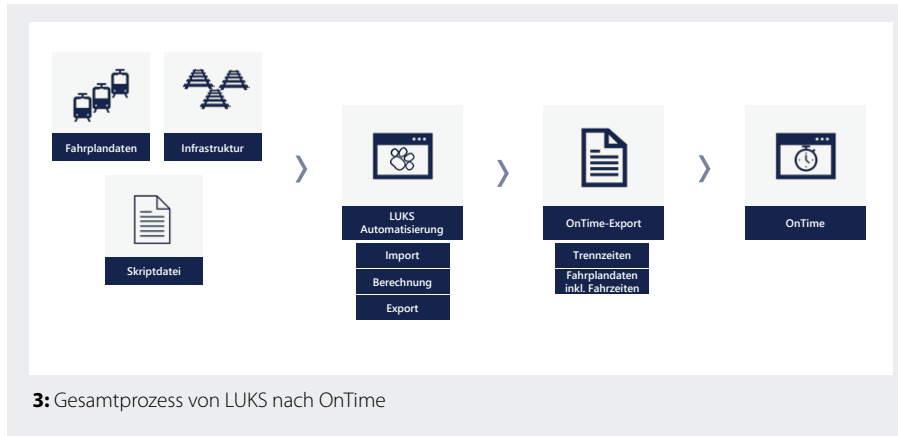 Fahrplandaten
Infrastruktur
Skriptdatei
LUKS
Automatisierung
Import
Berechnung
Export
OnTime-Export
Trennzeiten
Fahrplandaten
inkl. Fahrzeiten
OnTime
3: Gesamtprozess von LUKS nach OnTime